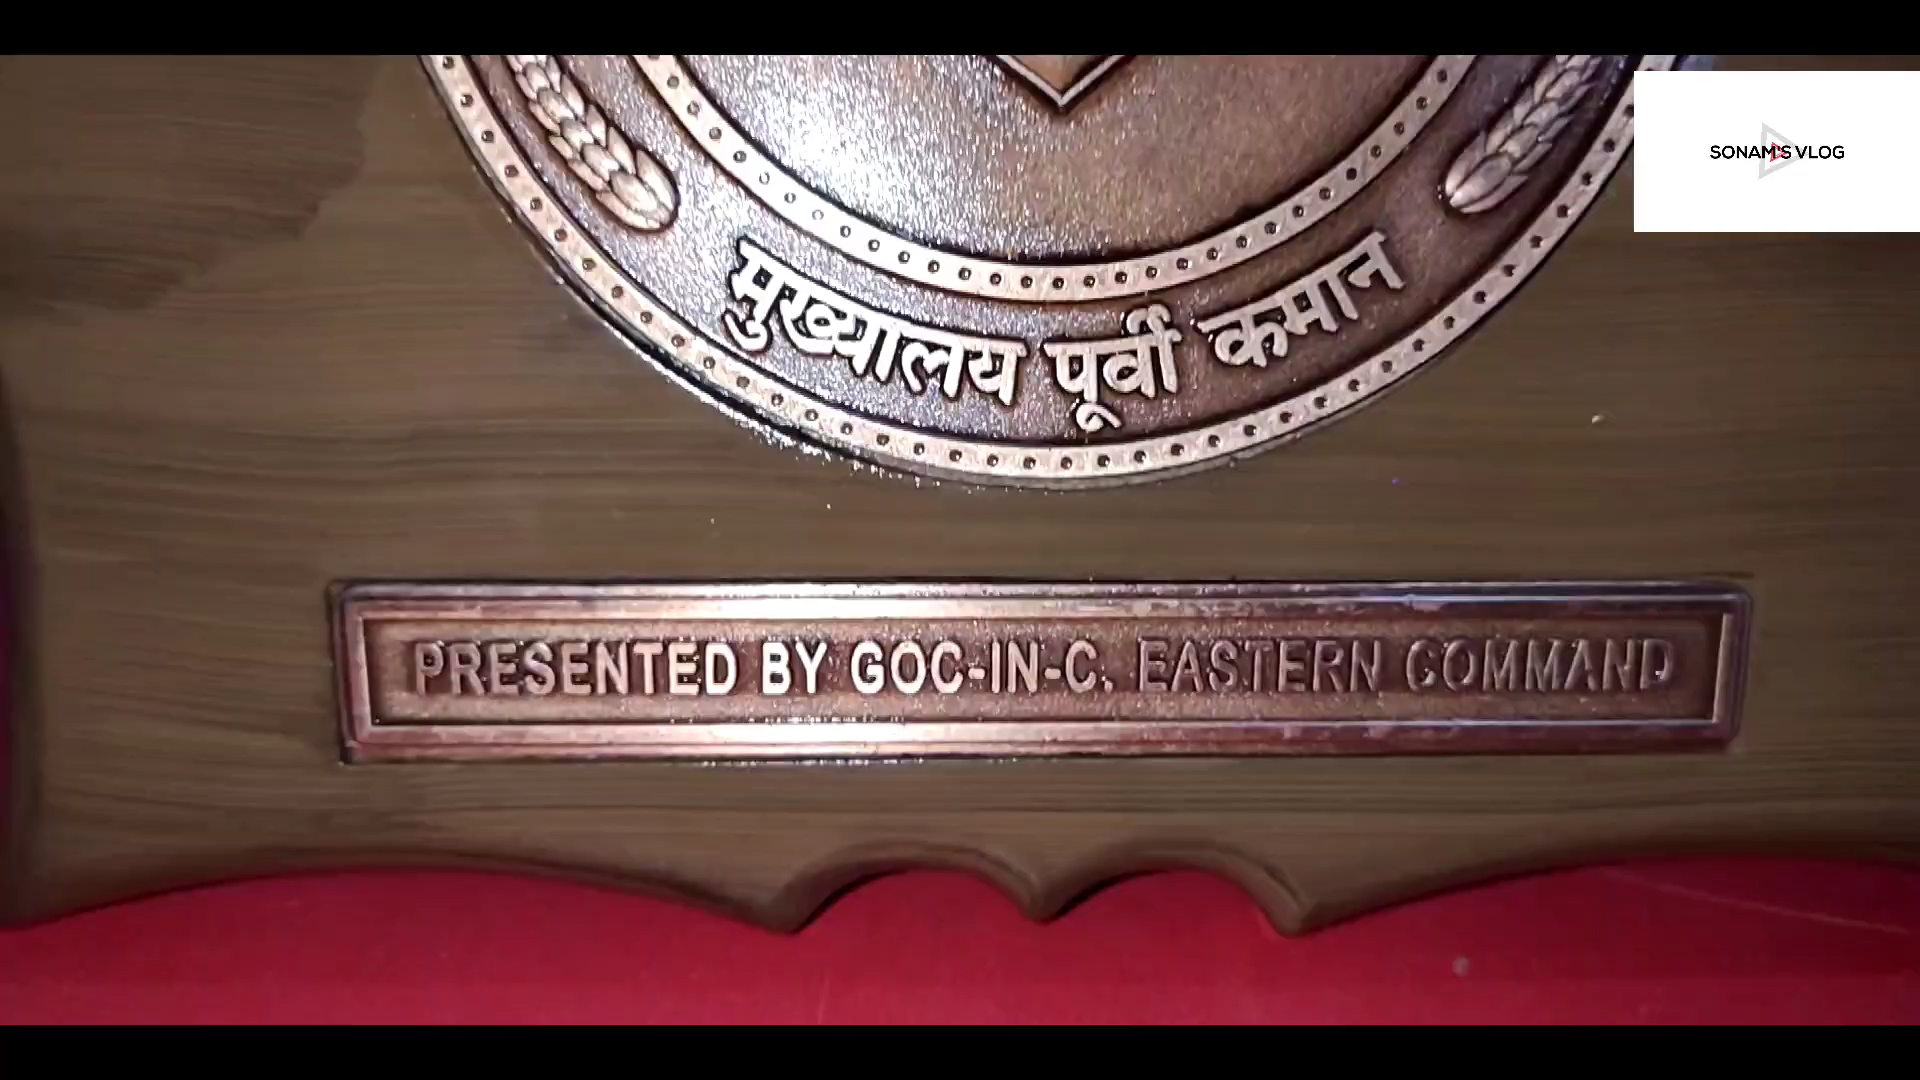 SONAM'S VLOG
मुख्यालय पूर्वी कमान
PRESENTED BY GOC-IN-C, EASTERN COMMAND